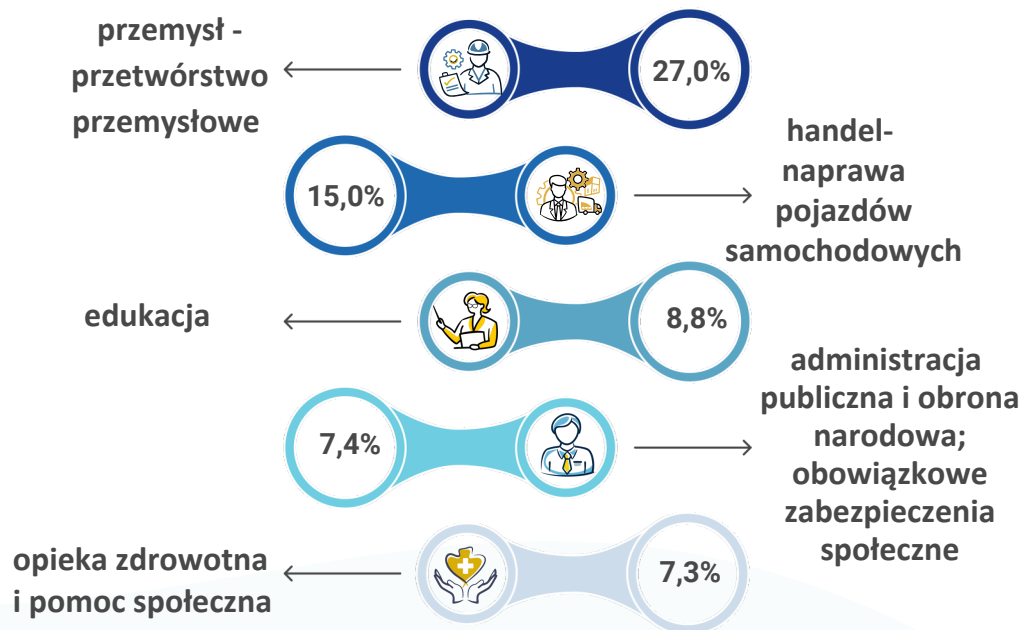 przemysł -
przetwórstwo
przemysłowe
27,0%
15,0%
handel-
naprawa
pojazdów
samochodowych
edukacja
8,8%
7,4%
administracja
publiczna i obrona
narodowa;
obowiązkowe
zabezpieczenia
społeczne
opieka zdrowotna
i pomoc społeczna
7,3%